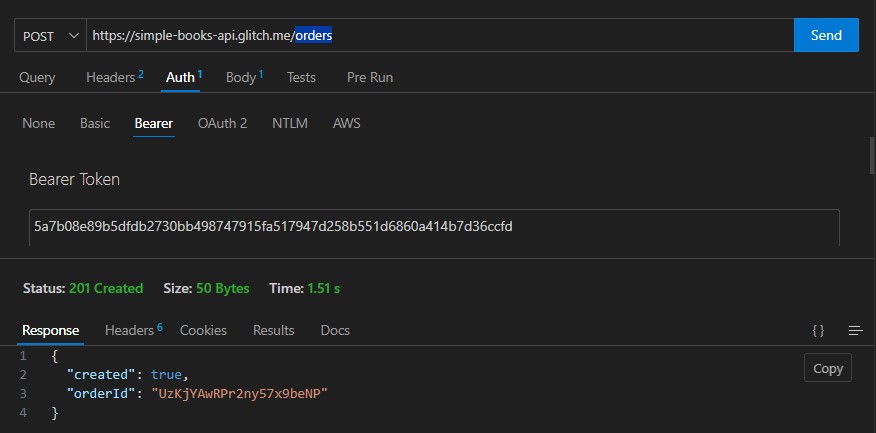 POST https://simple-books-api.glitch.me/orders Send
Query Headers 2 Auth 1 Body 1 Tests Pre Run
None Basic Bearer OAuth 2 NTLM AWS
Bearer Token
5a7b08e89b5dfdb2730bb498747915fa517947d258b551d6860a414b7d36ccfd
Status: 201 Created Size: 50 Bytes Time: 1.51 s
Response Headers 6 Cookies Results Docs { }
1 {
Copy
2 "created": true,
3 "orderId": "UzKjYAwRPr2ny57x9beNP"
4 }